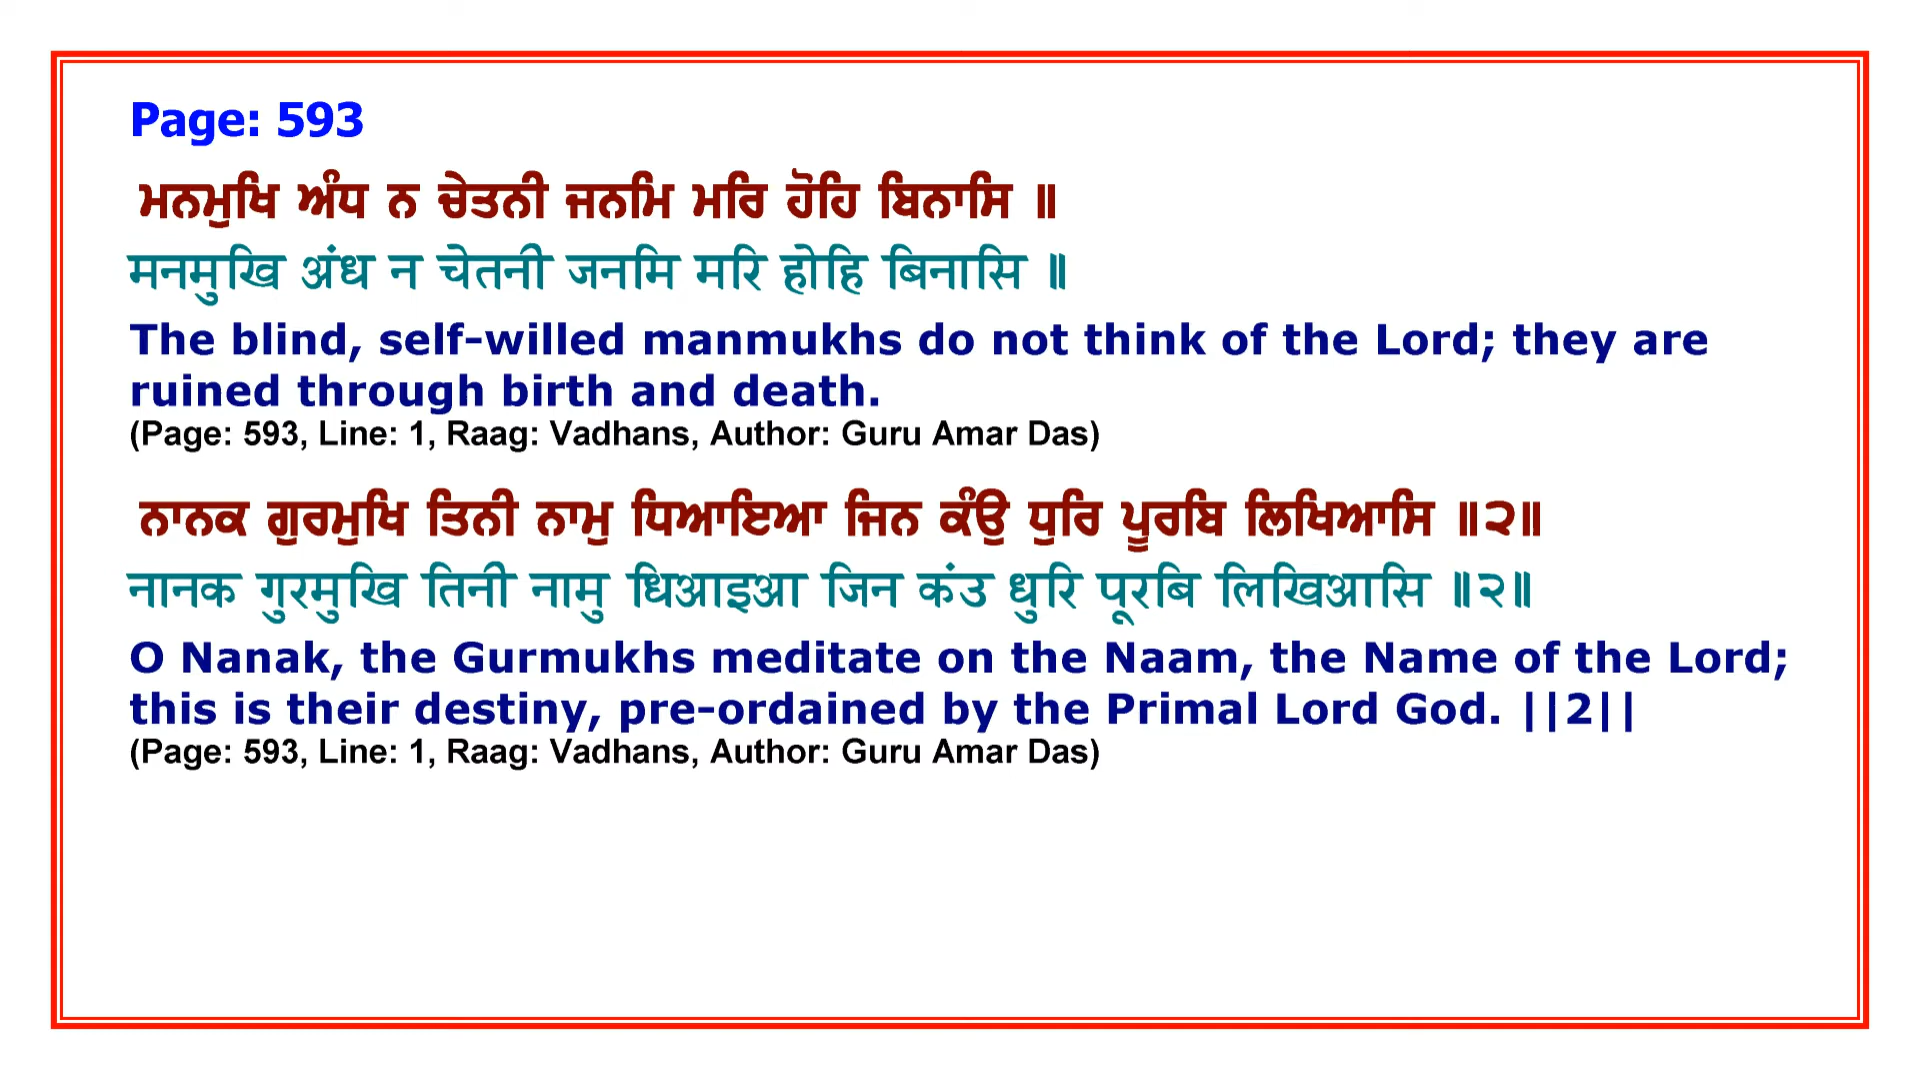 Page: 593
ਮਨਮੁਖਿ ਅੰਧ ਨ ਚੇਤਨੀ ਜਨਮਿ ਮਰਿ ਹੋਹਿ ਬਿਨਾਸਿ ॥
मनमुखि अंध न चेतनी जनमि मरि होहि बिनासि ॥
The blind, self-willed manmukhs do not think of the Lord; they are
ruined through birth and death.
(Page: 593, Line: 1, Raag: Vadhans, Author: Guru Amar Das)
ਨਾਨਕ ਗੁਰਮੁਖਿ ਤਿਨੀ ਨਾਮੁ ਧਿਆਇਆ ਜਿਨ ਕੰਉ ਧੁਰਿ ਪੂਰਬਿ ਲਿਖਿਆਸਿ ॥੨॥
नानक गुरमुखि तिनी नामु धिआइआ जिन कंउ धुरि पूरबि लिखिआसि ॥२॥
O Nanak, the Gurmukhs meditate on the Naam, the Name of the Lord;
this is their destiny, pre-ordained by the Primal Lord God. ||2||
(Page: 593, Line: 1, Raag: Vadhans, Author: Guru Amar Das)